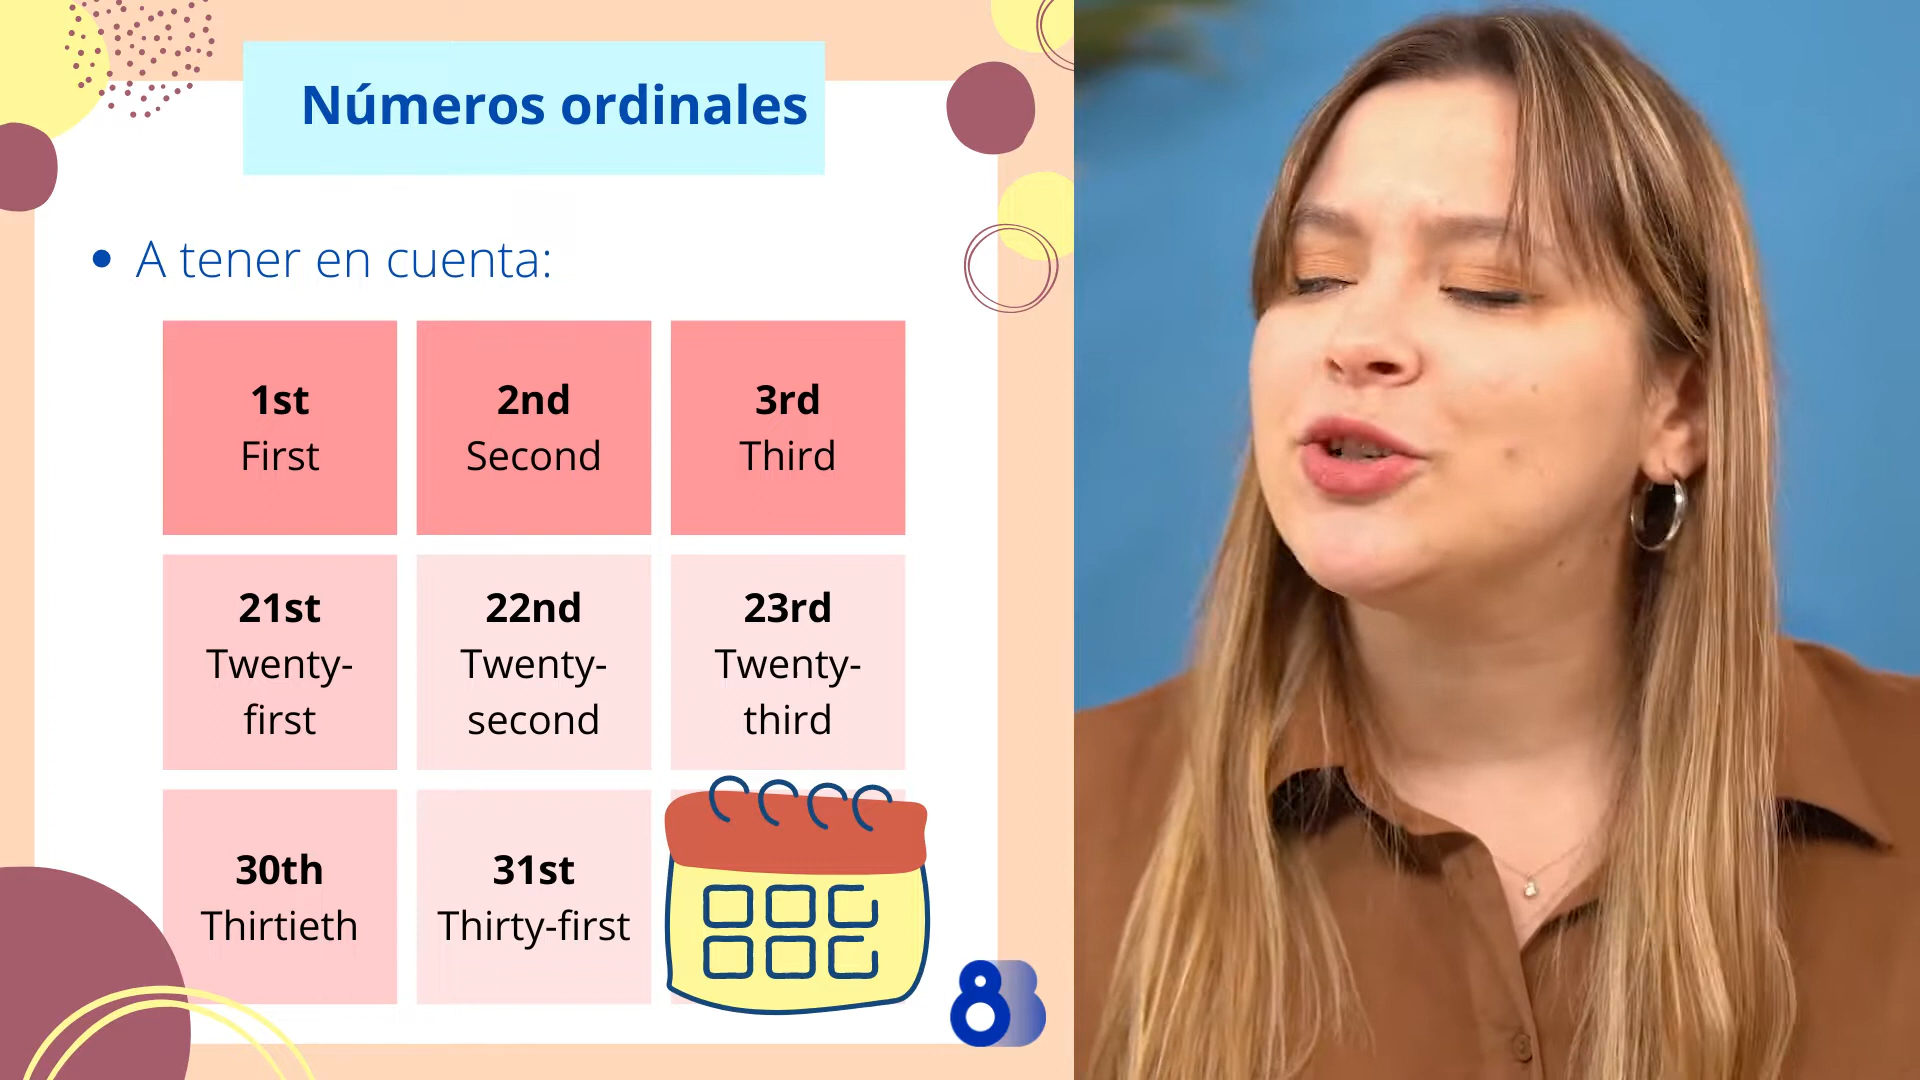 Números ordinales
• A tener en cuenta:
1st
First
2nd
Second
3rd
Third
21st
Twenty-
first
22nd
Twenty-
second
23rd
Twenty-
third
30th
Thirtieth
31st
Thirty-first
8